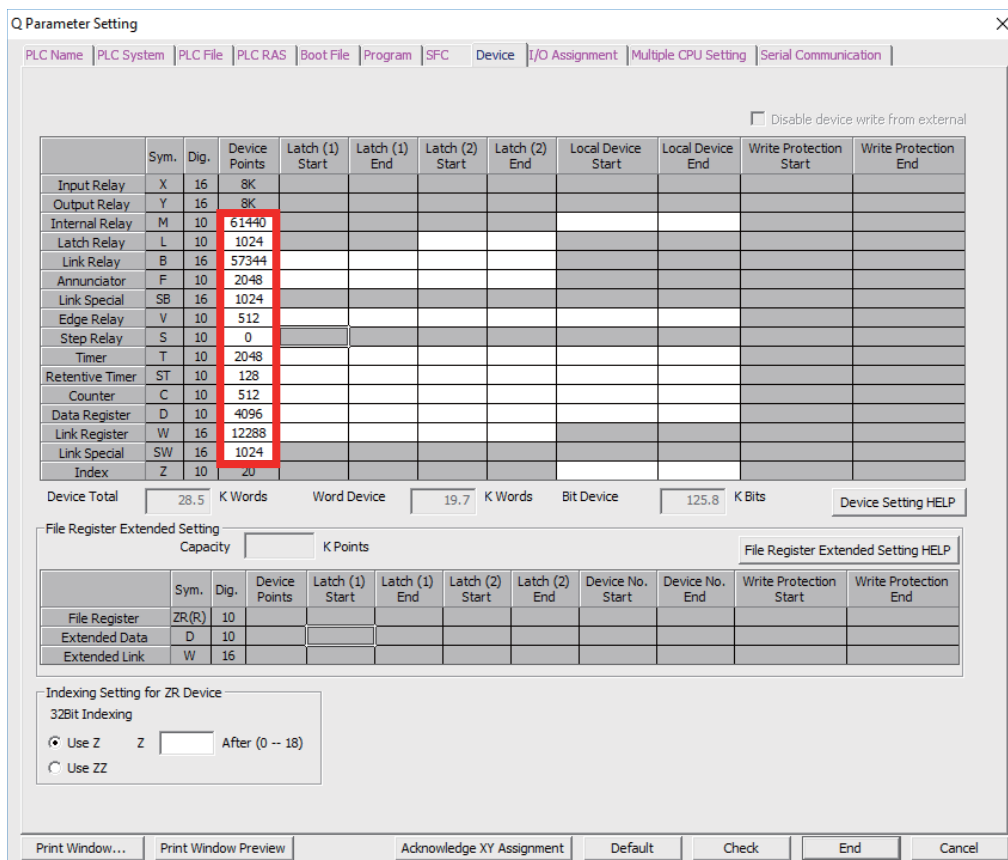 Q Parameter Setting
PLC Name PLC System PLC File PLC RAS Boot File Program SFC Device I/O Assignment Multiple CPU Setting Serial Communication
Disable device write from external
Sym. Dig. Device Points Latch (1) Start Latch (1) End Latch (2) Start Latch (2) End Local Device Start Local Device End Write Protection Start Write Protection End
Input Relay X 16 8K
Output Relay Y 16 8K
Internal Relay M 10 61440
Latch Relay L 10 1024
Link Relay B 16 57344
Annunciator F 10 2048
Link Special SB 16 1024
Edge Relay V 10 512
Step Relay S 10 0
Timer T 10 2048
Retentive Timer ST 10 128
Counter C 10 512
Data Register D 10 4096
Link Register W 16 12288
Link Special SW 16 1024
Index Z 10 20
Device Total 28.5 K Words Word Device 19.7 K Words Bit Device 125.8 K Bits Device Setting HELP
File Register Extended Setting
Capacity K Points File Register Extended Setting HELP
Sym. Dig. Device Points Latch (1) Start Latch (1) End Latch (2) Start Latch (2) End Device No. Start Device No. End Write Protection Start Write Protection End
File Register ZR(R) 10
Extended Data D 10
Extended Link W 16
Indexing Setting for ZR Device
32Bit Indexing
Use Z Z After (0 -- 18)
Use ZZ
Print Window... Print Window Preview Acknowledge XY Assignment Default Check End Cancel